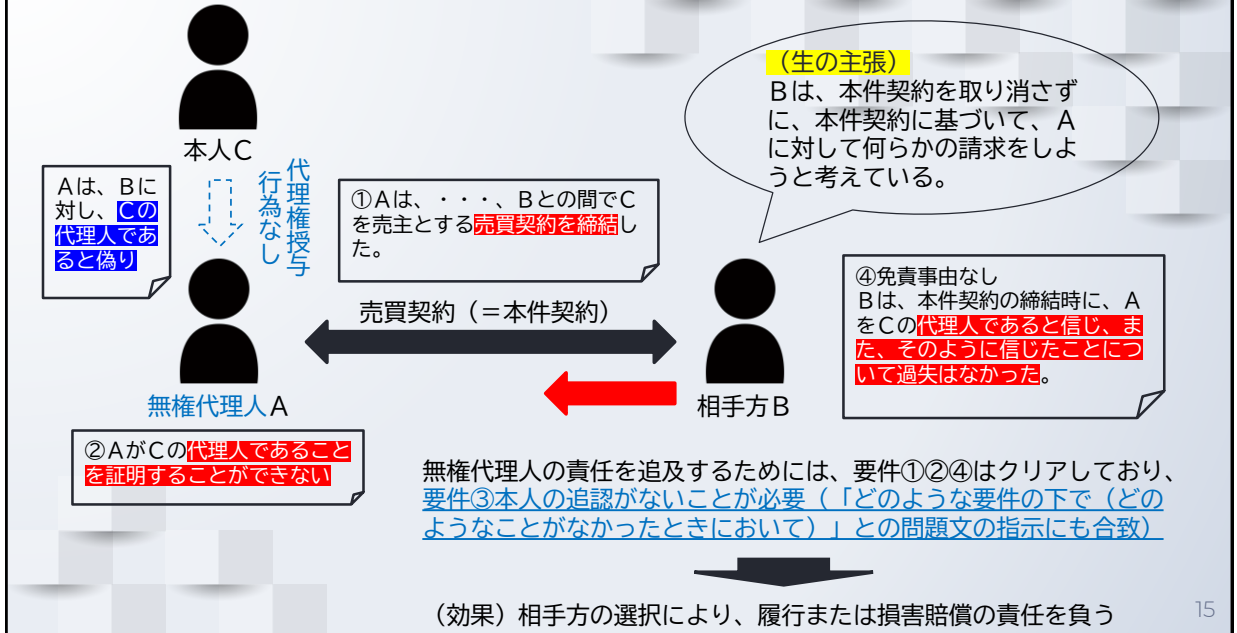 本人C
代理権授与
行為なし
Aは、Bに
対し、Cの
代理人であ
ると偽り
①Aは、・・・、Bとの間でC
を売主とする売買契約を締結し
た。
（生の主張）
Bは、本件契約を取り消さず
に、本件契約に基づいて、A
に対して何らかの請求をしよ
うと考えている。
売買契約（＝本件契約）
④免責事由なし
Bは、本件契約の締結時に、A
をCの代理人であると信じ、ま
た、そのように信じたことにつ
いて過失はなかった。
無権代理人A
相手方B
②AがCの代理人であること
を証明することができない
無権代理人の責任を追及するためには、要件①②④はクリアしており、
要件③本人の追認がないことが必要（「どのような要件の下で（どの
ようなことがなかったときにおいて）」との問題文の指示にも合致）
（効果）相手方の選択により、履行または損害賠償の責任を負う
15